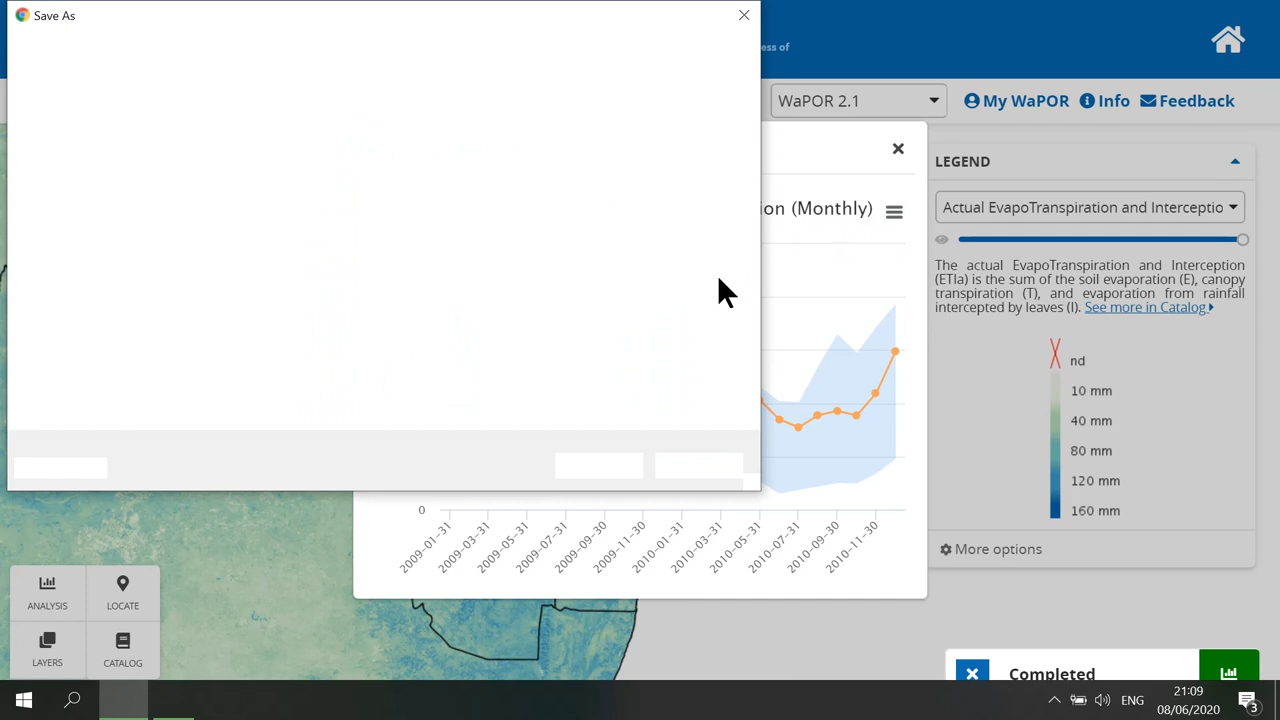 Save As
ess of
WaPOR 2.1
My WaPOR
Info
Feedback
ion (Monthly)
LEGEND
Actual EvapoTranspiration and Interceptio
The actual EvapoTranspiration and Interception
(ETIa) is the sum of the soil evaporation (E), canopy
transpiration (T), and evaporation from rainfall
intercepted by leaves (I). See more in Catalog
nd
10 mm
40 mm
80 mm
120 mm
160 mm
More options
0
2009-01-31
2009-03-31
2009-05-31
2009-07-31
2009-09-30
2009-11-30
2010-01-31
2010-03-31
2010-05-31
2010-07-31
2010-09-30
2010-11-30
ANALYSIS
LOCATE
LAYERS
CATALOG
Completed
ENG
21:09
08/06/2020
3